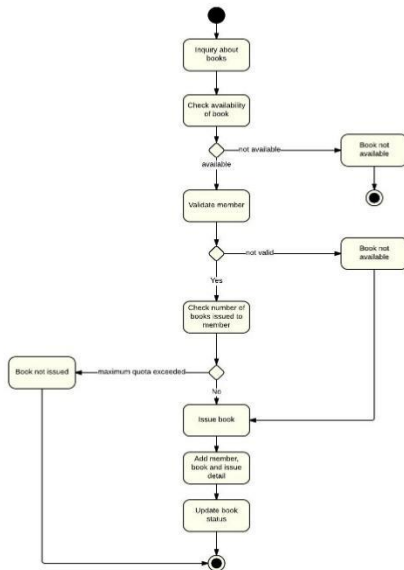 Inquiry about
books
Check availability
of book
not available
Book not
available
available
Validate member
not valid
Book not
available
Yes
Check number of
books issued to
member
Book not issued
maximum quota exceeded
No
Issue book
Add member,
book and issue
detail
Update book
status